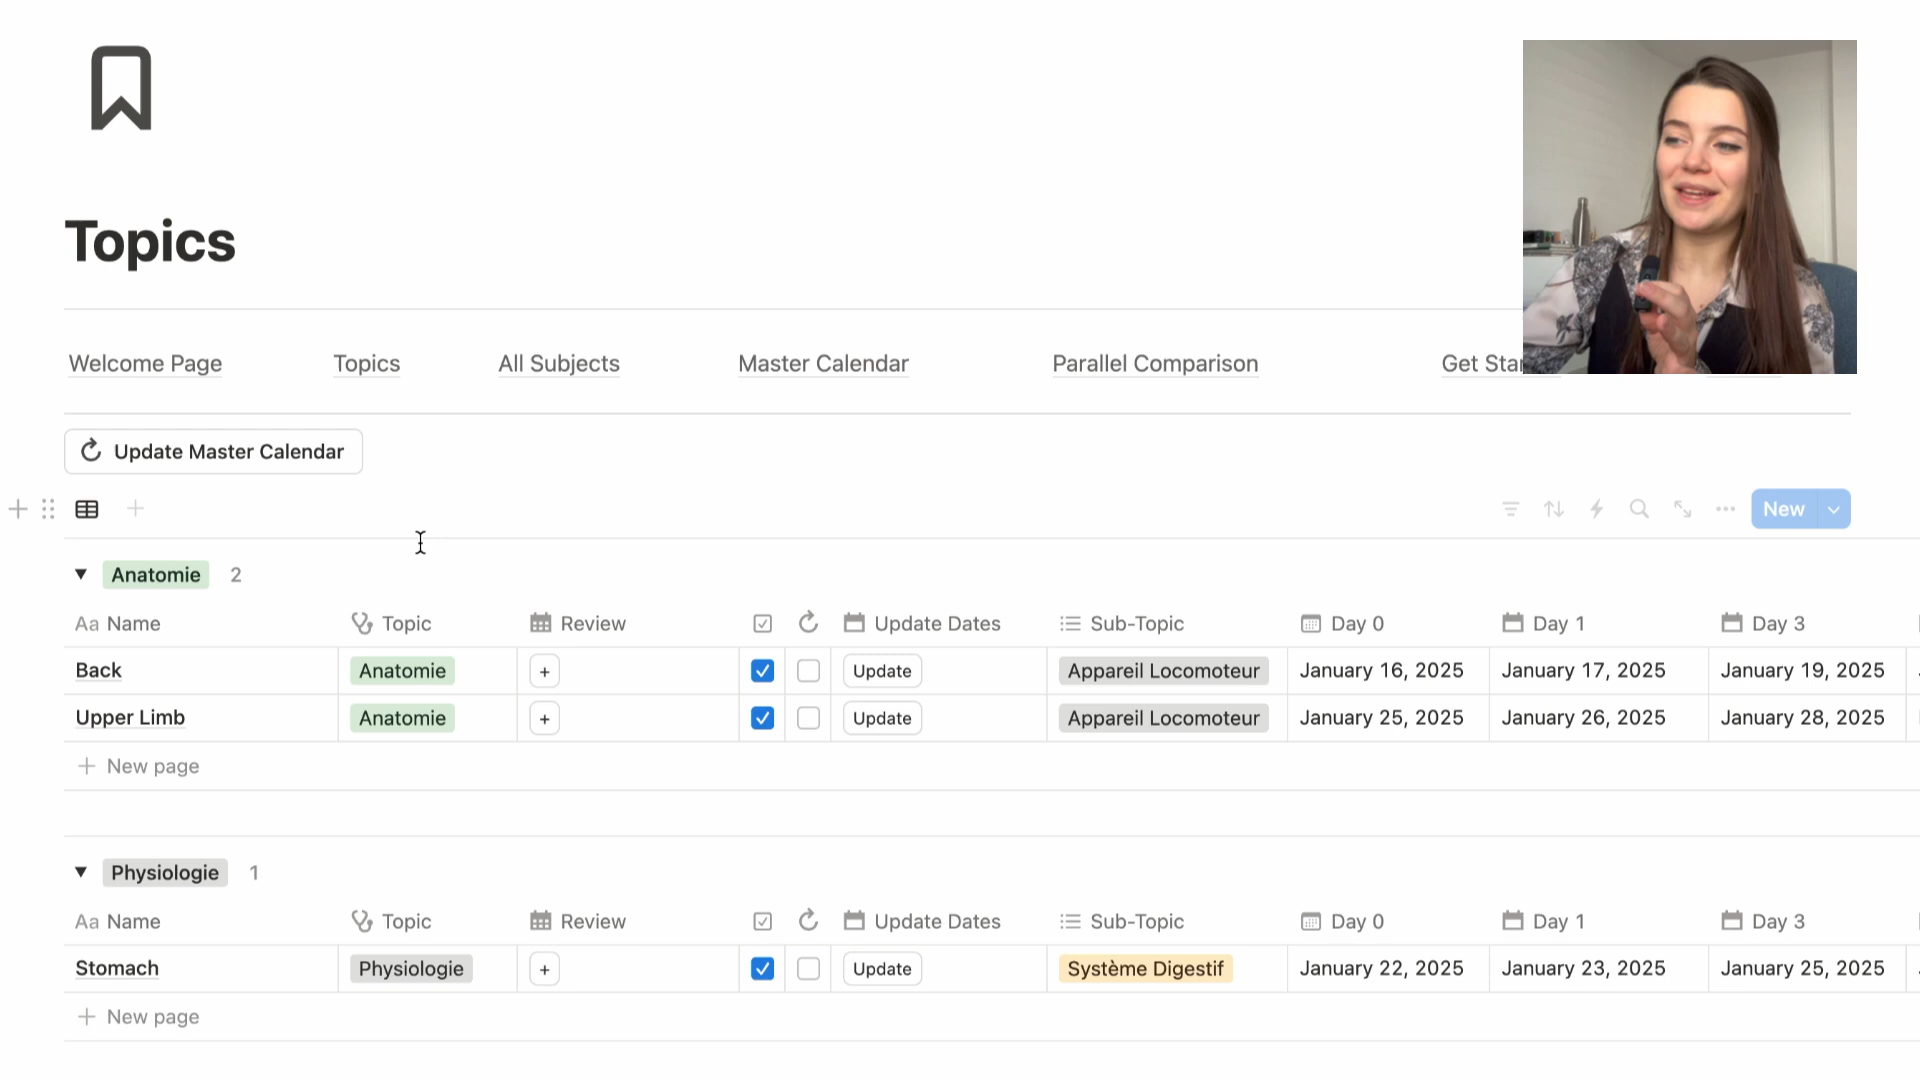 Topics
Welcome Page Topics All Subjects Master Calendar Parallel Comparison Get Star
Update Master Calendar
New
Anatomie 2
Aa Name Topic Review Update Dates Sub-Topic Day 0 Day 1 Day 3
Back Anatomie + Update Appareil Locomoteur January 16, 2025 January 17, 2025 January 19, 2025
Upper Limb Anatomie + Update Appareil Locomoteur January 25, 2025 January 26, 2025 January 28, 2025
+ New page
Physiologie 1
Aa Name Topic Review Update Dates Sub-Topic Day 0 Day 1 Day 3
Stomach Physiologie + Update Système Digestif January 22, 2025 January 23, 2025 January 25, 2025
+ New page